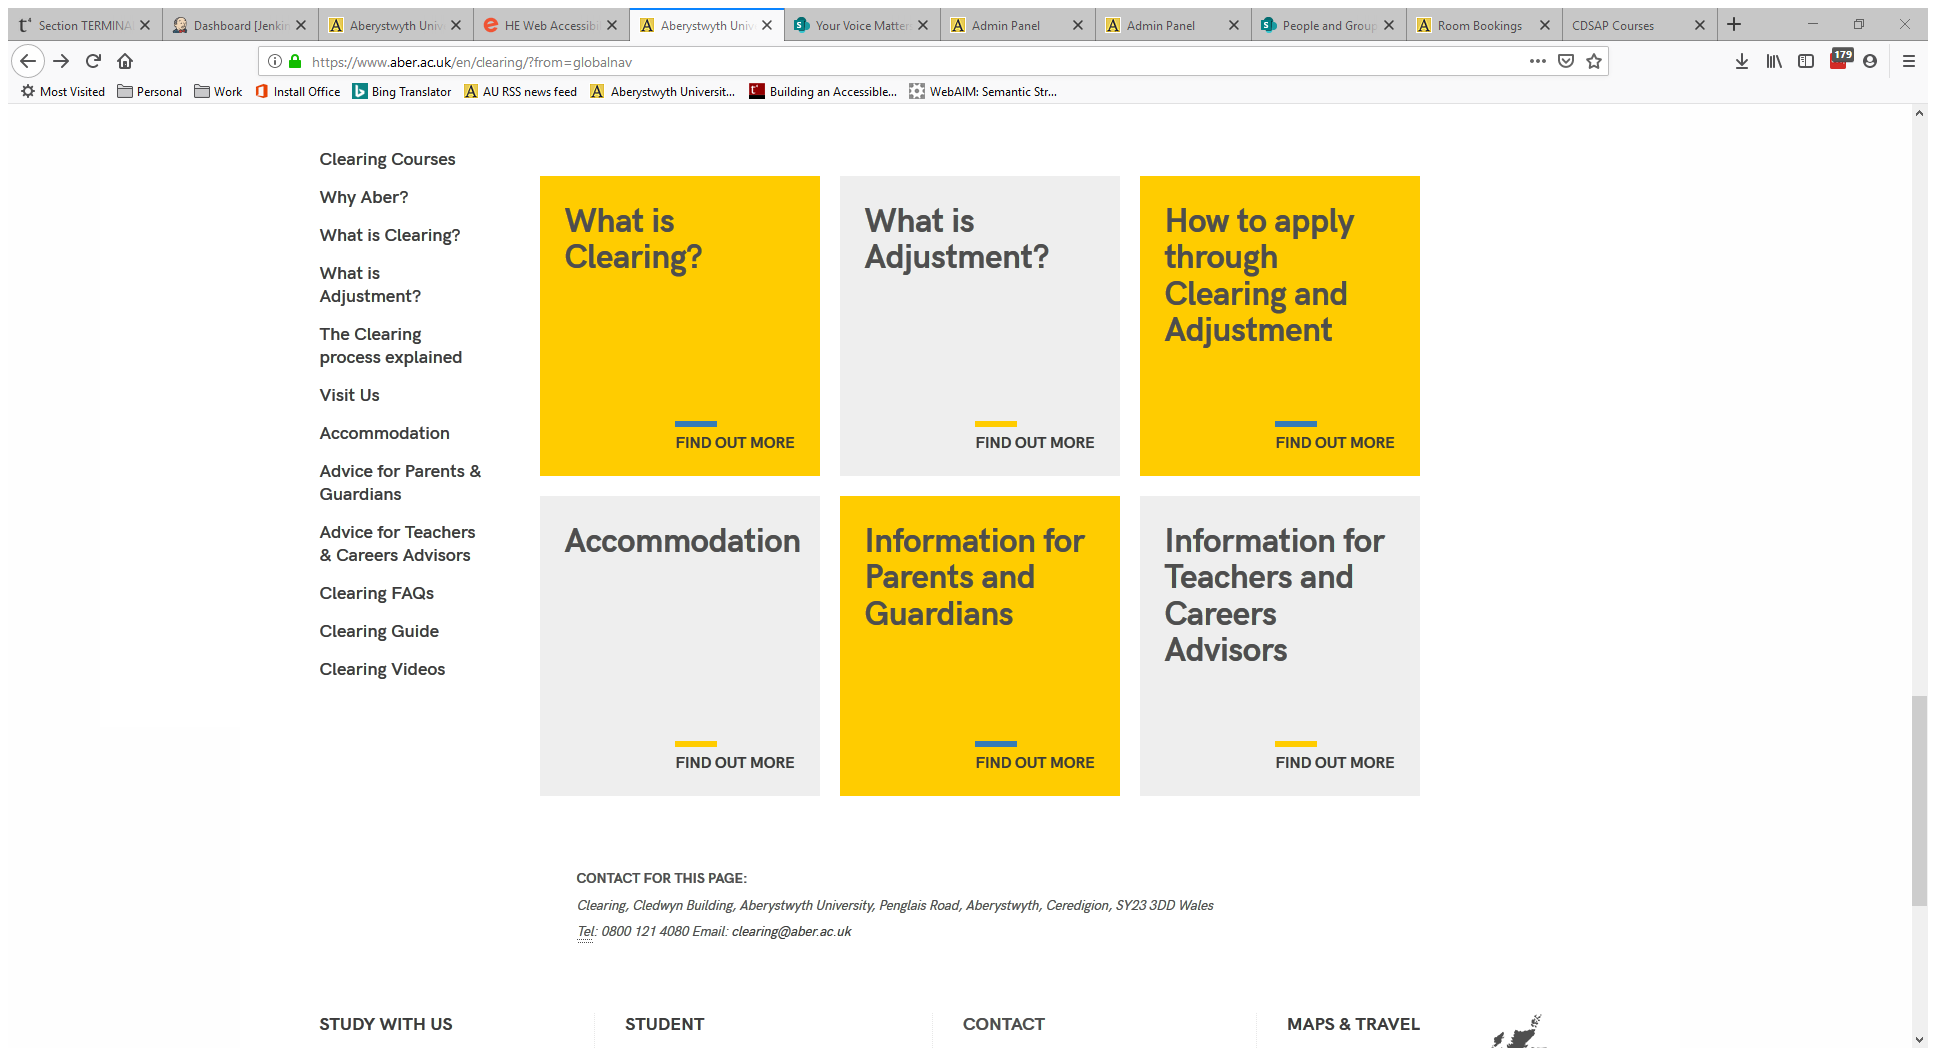 Section TERMINA
Dashboard [Jenkin
Aberystwyth Univ
HE Web Accessibi
Aberystwyth Univ
Your Voice Matter
Admin Panel
Admin Panel
People and Group
Room Bookings
CDSAP Courses
https://www.aber.ac.uk/en/clearing/?from=globalnav
179
Most Visited
Personal
Work
Install Office
Bing Translator
AU RSS news feed
Aberystwyth Universit...
Building an Accessible...
WebAIM: Semantic Str...
Clearing Courses
Why Aber?
What is Clearing?
What is
Adjustment?
The Clearing
process explained
Visit Us
Accommodation
Advice for Parents &
Guardians
Advice for Teachers
& Careers Advisors
Clearing FAQs
Clearing Guide
Clearing Videos
What is
Clearing?
FIND OUT MORE
What is
Adjustment?
FIND OUT MORE
How to apply
through
Clearing and
Adjustment
FIND OUT MORE
Accommodation
FIND OUT MORE
Information for
Parents and
Guardians
FIND OUT MORE
Information for
Teachers and
Careers
Advisors
FIND OUT MORE
CONTACT FOR THIS PAGE:
Clearing, Cledwyn Building, Aberystwyth University, Penglais Road, Aberystwyth, Ceredigion, SY23 3DD Wales
Tel: 0800 121 4080 Email: clearing@aber.ac.uk
STUDY WITH US
STUDENT
CONTACT
MAPS & TRAVEL